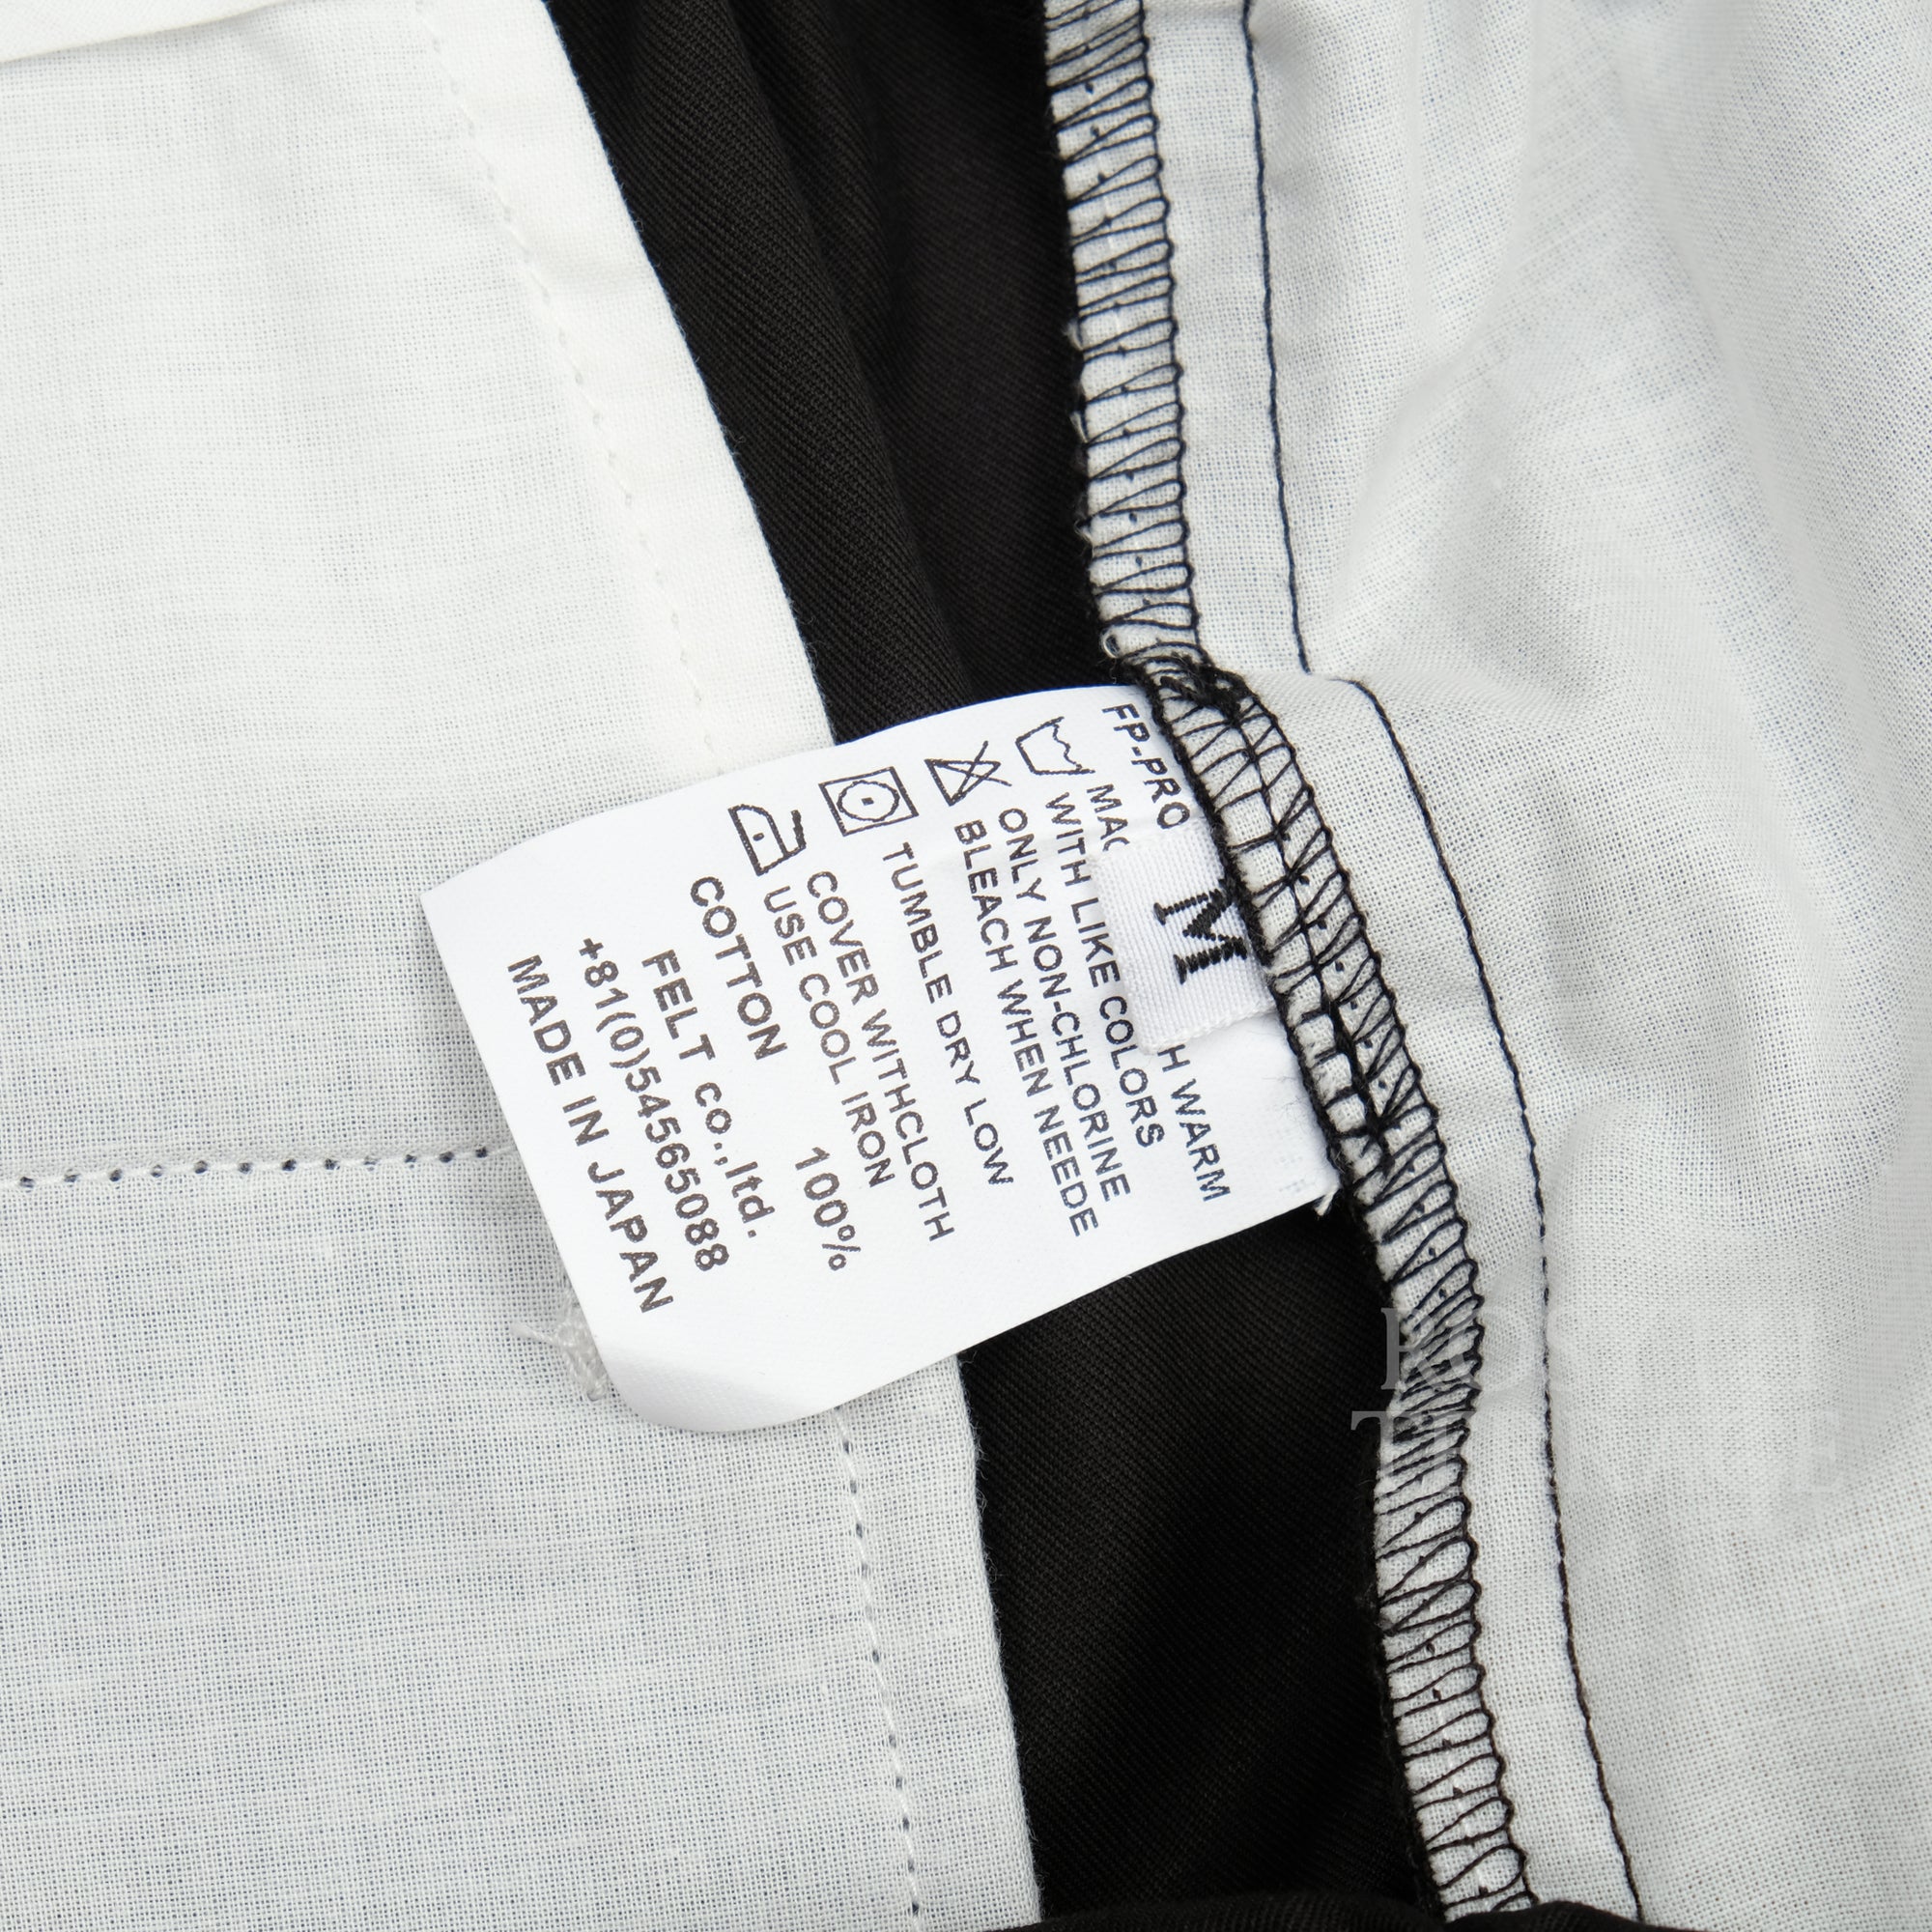 FP-PRO
M
WARM
WITH LIKE COLORS
ONLY NON-CHLORINE
BLEACH WHEN NEEDE
TUMBLE DRY LOW
COVER WITHCLOTH
USE COOL IRON
COTTON 100%
FELT co.,ltd.
+81(0)54565088
MADE IN JAPAN